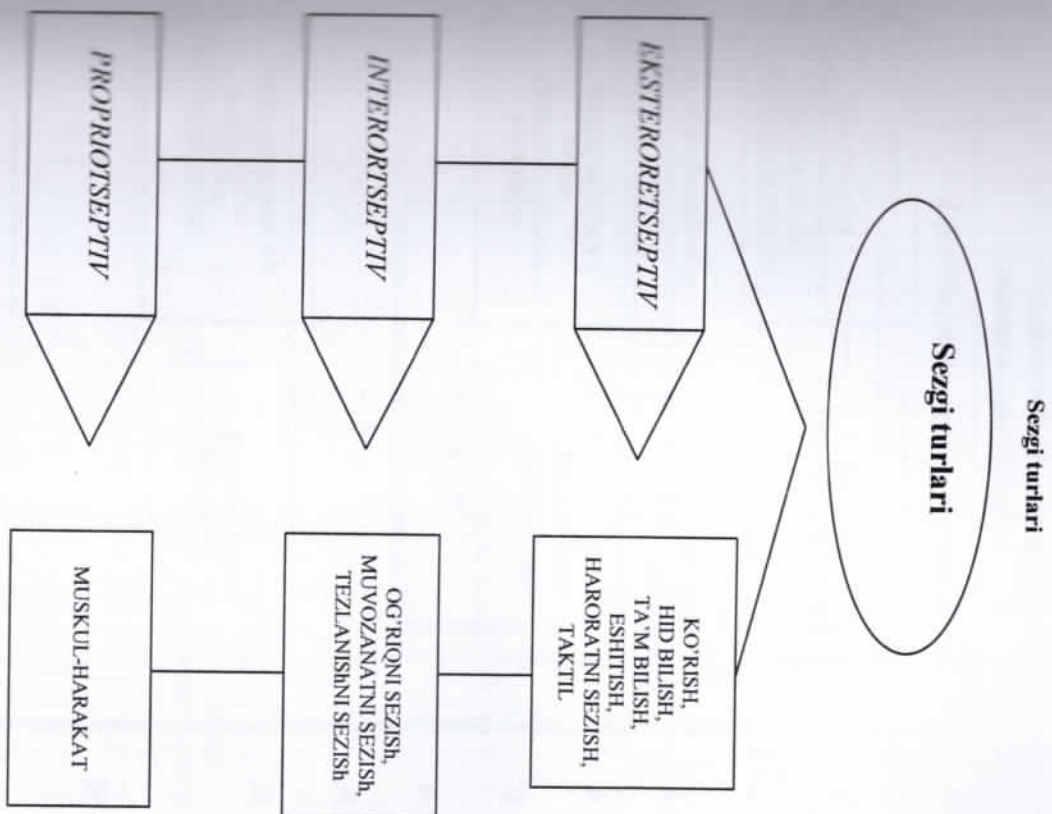 Sezgi turlari
Sezgi turlari
EKSTERORETSEPTIV
KO'RISH,
HID BILISH,
TA'M BILISH,
ESHITISH,
HARORATNI SEZISH,
TAKTIL
INTERORTSEPTIV
OG'RIQNI SEZISh,
MUVOZANATNI SEZISh,
TEZLANIShNI SEZISh
PROPRIOTSEPTIV
MUSKUL-HARAKAT